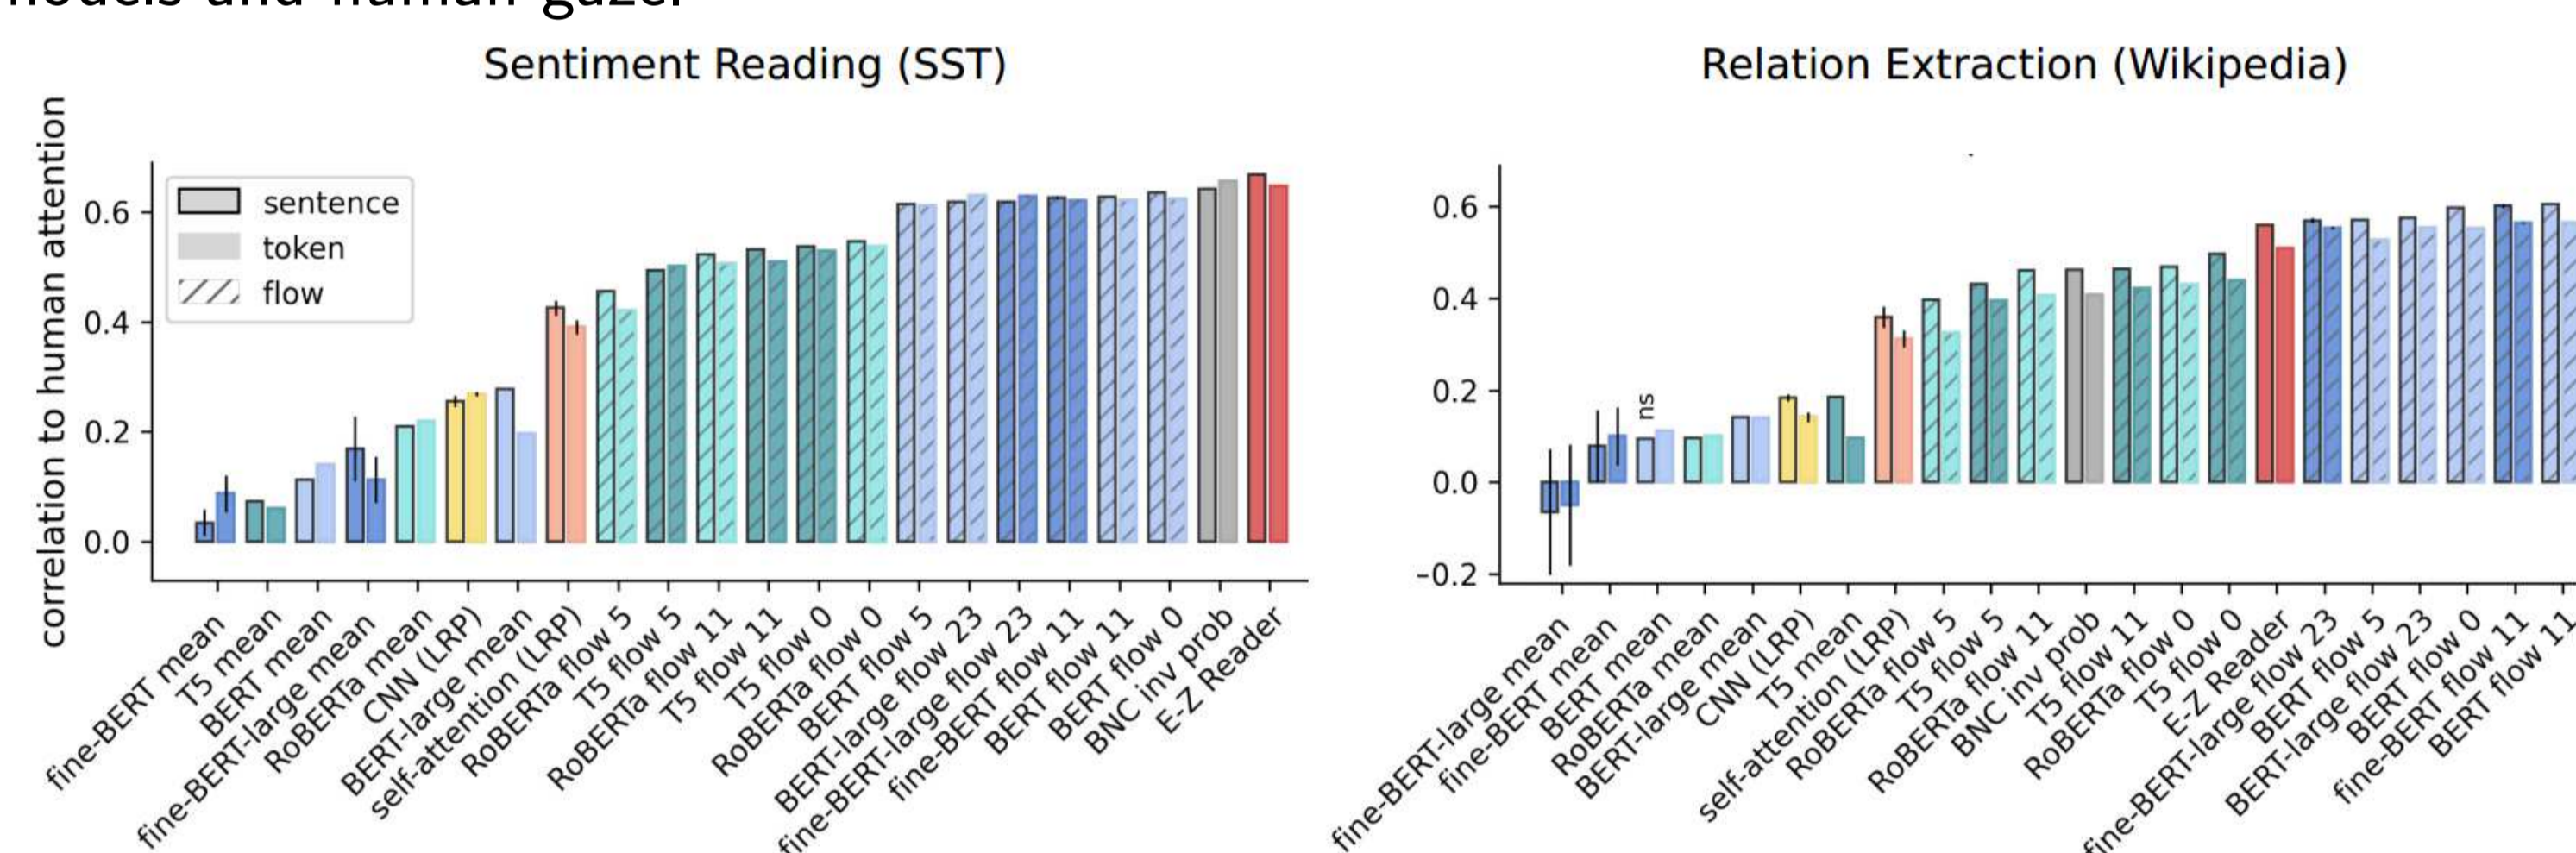 models and human gaze.
Sentiment Reading (SST)
correlation to human attention
0.6
0.4
0.2
0.0
sentence
token
flow
fine-BERT mean
T5 mean
BERT mean
fine-BERT-large mean
RoBERTa mean
CNN (LRP)
BERT-large mean
self-attention (LRP)
RoBERTa flow 5
T5 flow 5
RoBERTa flow 11
T5 flow 11
T5 flow 0
RoBERTa flow 0
BERT flow 5
BERT-large flow 23
fine-BERT-large flow 23
fine-BERT flow 11
BERT flow 11
BERT flow 0
BNC inv prob
E-Z Reader
Relation Extraction (Wikipedia)
0.6
0.4
0.2
0.0
−0.2
ns
fine-BERT-large mean
fine-BERT mean
BERT mean
RoBERTa mean
BERT-large mean
CNN (LRP)
T5 mean
self-attention (LRP)
RoBERTa flow 5
T5 flow 5
RoBERTa flow 11
BNC inv prob
T5 flow 11
RoBERTa flow 0
T5 flow 0
E-Z Reader
fine-BERT-large flow 23
BERT flow 5
BERT-large flow 23
BERT flow 0
fine-BERT flow 11
BERT flow 11